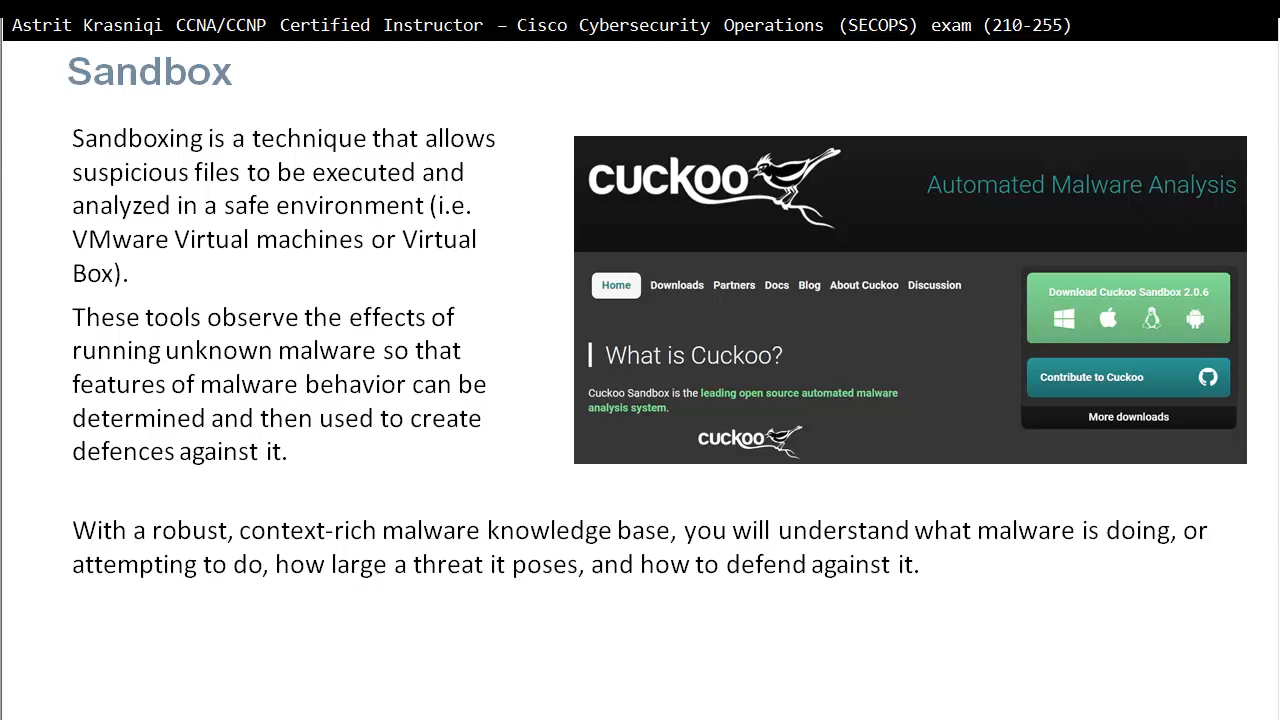 Astrit Krasniqi CCNA/CCNP Certified Instructor – Cisco Cybersecurity Operations (SECOPS) exam (210-255)
Sandbox
Sandboxing is a technique that allows
suspicious files to be executed and
analyzed in a safe environment (i.e.
VMware Virtual machines or Virtual
Box).
These tools observe the effects of
running unknown malware so that
features of malware behavior can be
determined and then used to create
defences against it.
cuckoo
Automated Malware Analysis
Home Downloads Partners Docs Blog About Cuckoo Discussion
Download Cuckoo Sandbox 2.0.6
What is Cuckoo?
Contribute to Cuckoo
Cuckoo Sandbox is the leading open source automated malware
analysis system.
More downloads
cuckoo
With a robust, context-rich malware knowledge base, you will understand what malware is doing, or
attempting to do, how large a threat it poses, and how to defend against it.